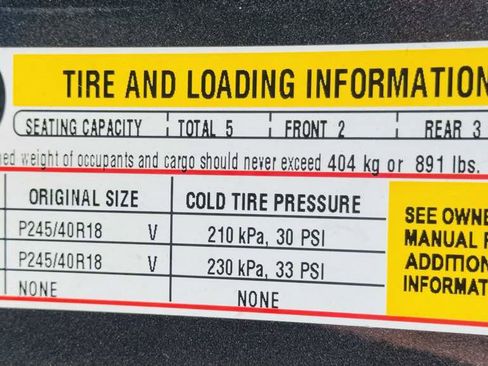 TIRE AND LOADING INFORMATION
SEATING CAPACITY TOTAL 5 FRONT 2 REAR 3
weight of occupants and cargo should never exceed 404 kg or 891 lbs.
ORIGINAL SIZE COLD TIRE PRESSURE
P245/40R18 V 210 kPa, 30 PSI
P245/40R18 V 230 kPa, 33 PSI
NONE NONE
SEE OWNE
MANUAL F
ADDITIO
INFORMAT